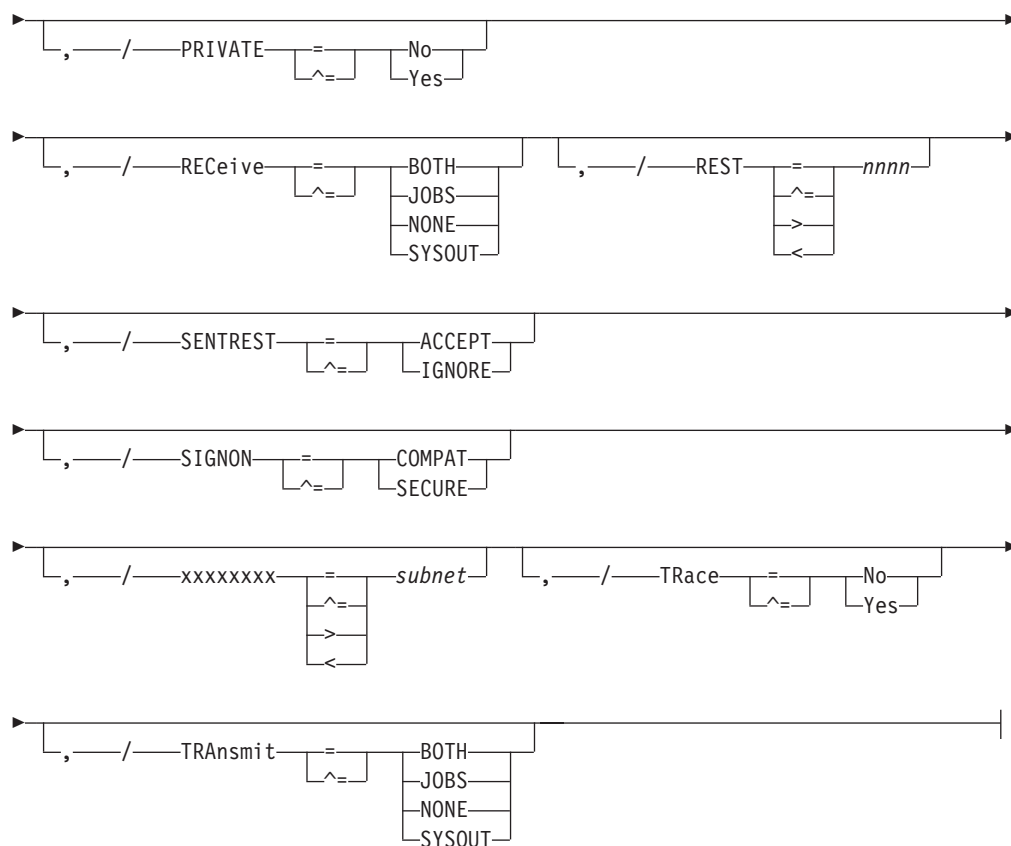 , / PRIVATE = No
^= Yes
, / RECeive = BOTH , / REST = nnnn
^= JOBS ^=
NONE >
SYSOUT <
, / SENTREST = ACCEPT
^= IGNORE
, / SIGNON = COMPAT
^= SECURE
, / xxxxxxxx = subnet , / TRace = No
^= ^= Yes
>
<
, / TRAnsmit = BOTH
^= JOBS
NONE
SYSOUT